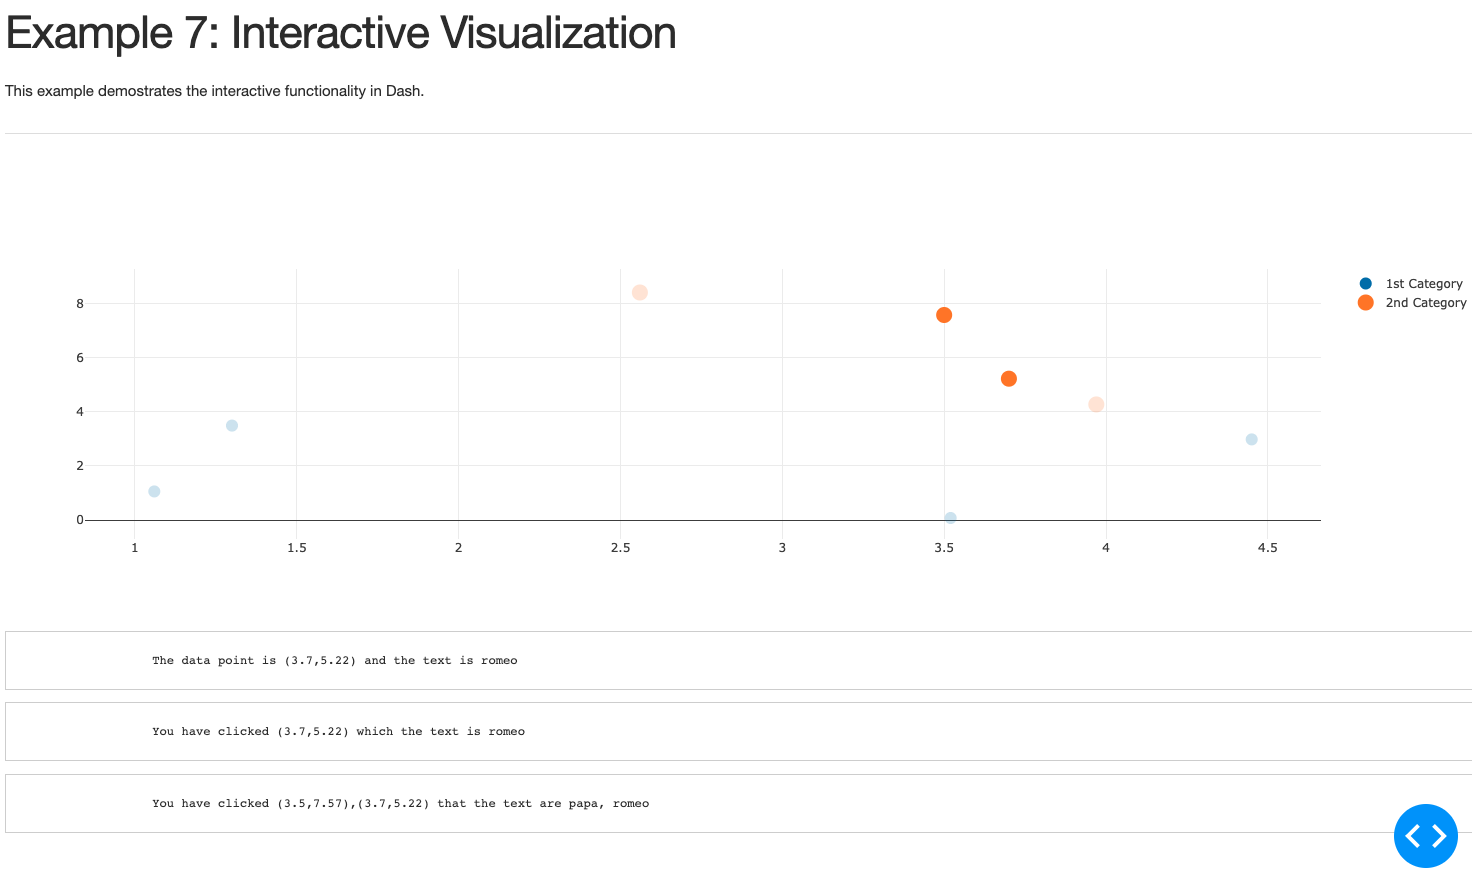 Example 7: Interactive Visualization
This example demostrates the interactive functionality in Dash.
1st Category
2nd Category
8
6
4
2
0
1 1.5 2 2.5 3 3.5 4 4.5
The data point is (3.7,5.22) and the text is romeo
You have clicked (3.7,5.22) which the text is romeo
You have clicked (3.5,7.57),(3.7,5.22) that the text are papa, romeo